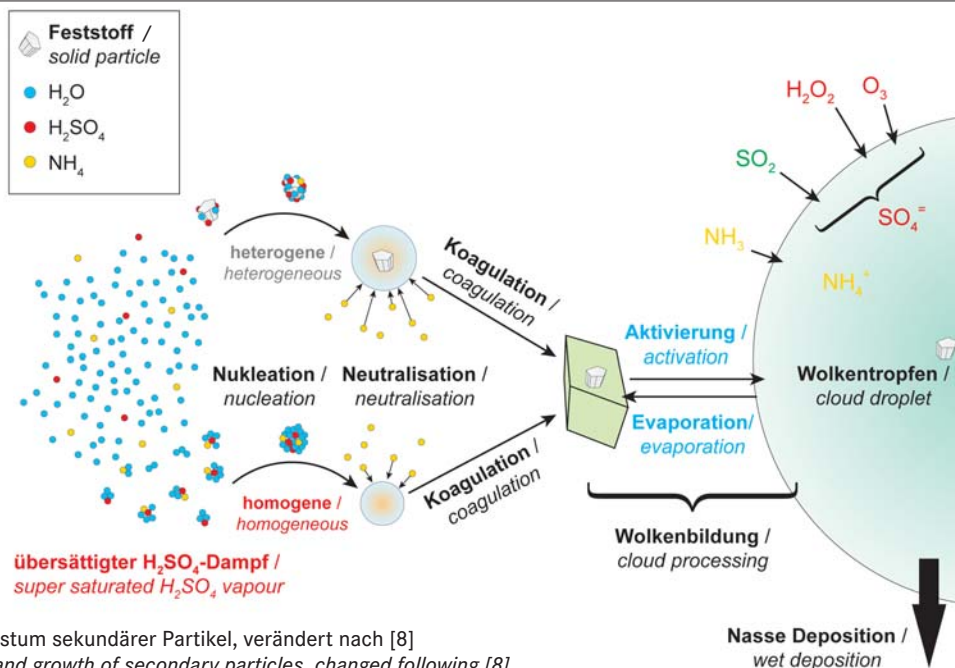 Feststoff /
solid particle
H₂O
H₂SO₄
NH₄
heterogene /
heterogeneous
Nukleation /
nucleation
Neutralisation /
neutralisation
homogene /
homogeneous
übersättigter H₂SO₄-Dampf /
super saturated H₂SO₄ vapour
Koagulation /
coagulation
Koagulation /
coagulation
Aktivierung /
activation
Evaporation/
evaporation
Wolkenbildung /
cloud processing
H₂O₂
O₃
SO₂
SO₄⁼
NH₃
NH₄⁺
Wolkentropfen /
cloud droplet
Nasse Deposition /
wet deposition
stum sekundärer Partikel, verändert nach [8]
and growth of secondary particles, changed following [8]